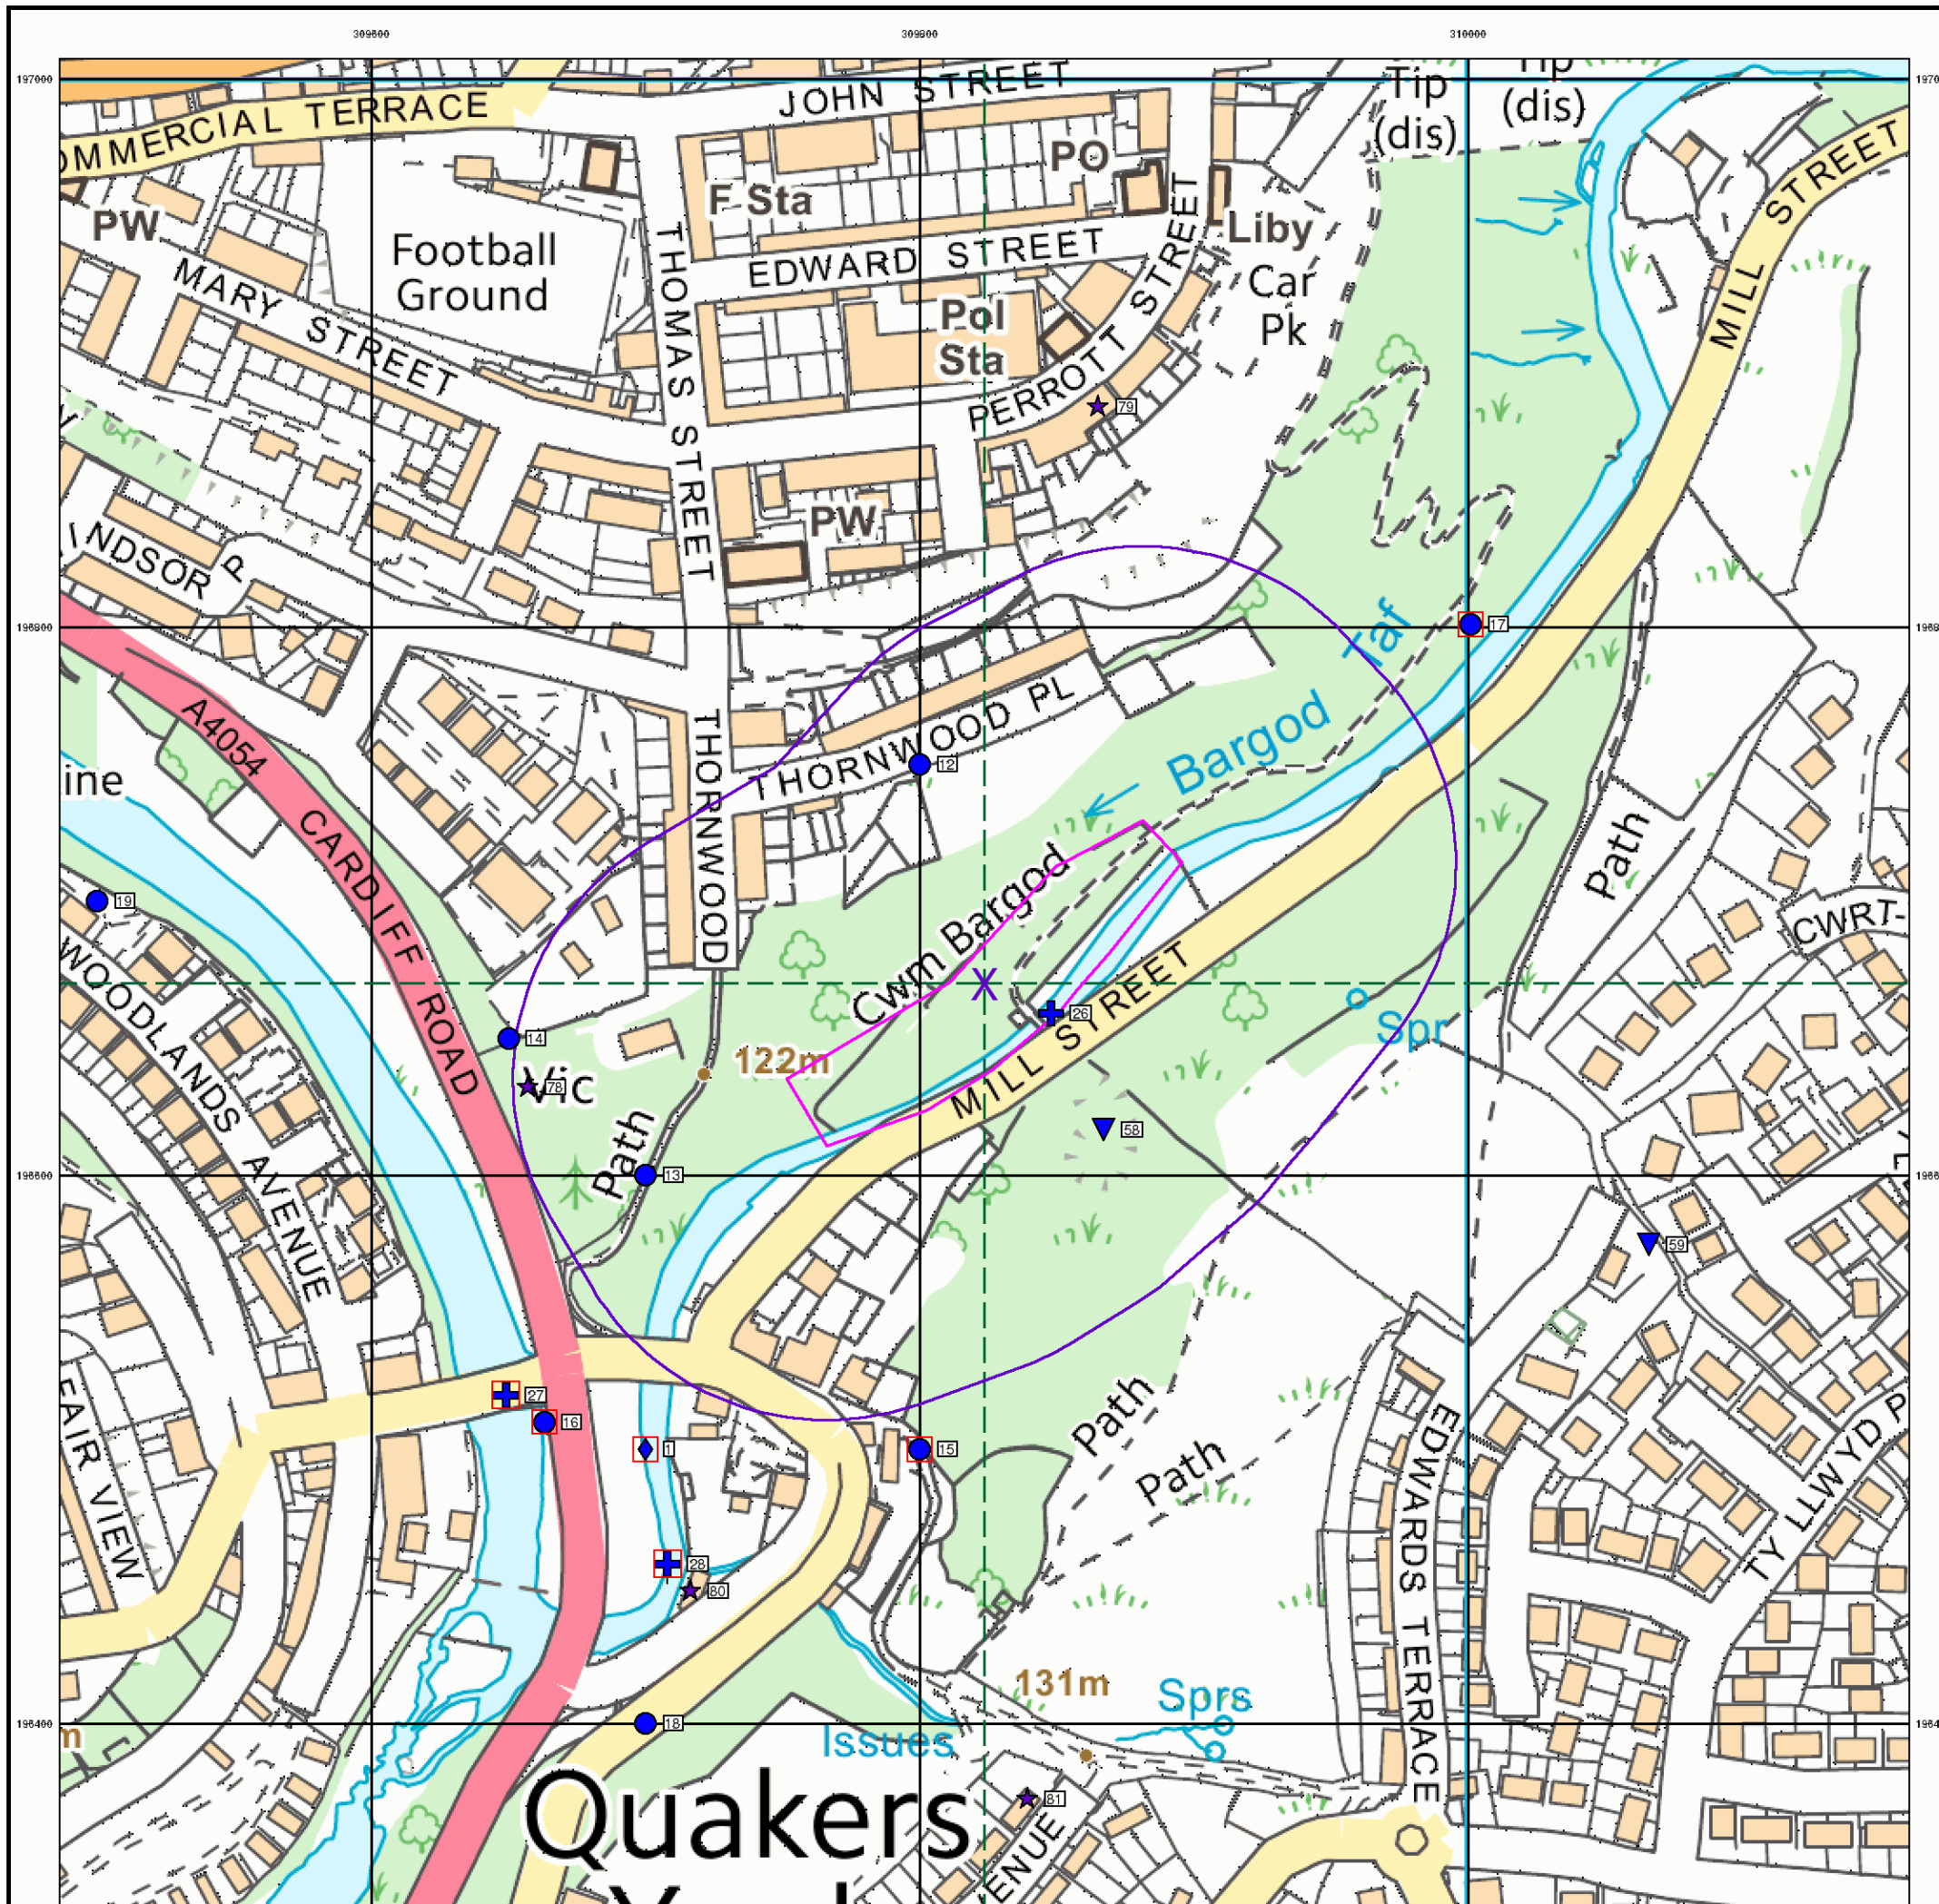 309600
309800
310000
197000
Tip
(dis)
(dis)
JOHN STREET
OMMERCIAL TERRACE
MILL STREET
PO
F Sta
PW
Liby
Football
Ground
EDWARD STREET
Car
Pk
MARY STREET
THOMAS STREET
Pol
Sta
PERROTT STREET
79
PW
INDSOR P
196800
17
Taf
A4054
THORNWOOD PL
THORNWOOD
Bargod
12
ine
CARDIFF ROAD
Path
Cwm Bargod
19
CWRT-
WOODLANDS AVENUE
X
26
Spr
14
122m
MILL STREET
Vic
78
58
Path
196600
13
59
27
16
1
15
Path
Path
FAIR VIEW
EDWARDS TERRACE
TY LLWYD P
28
80
131m
Sprs
196400
18
Issues
m
Quakers
81
ENUE